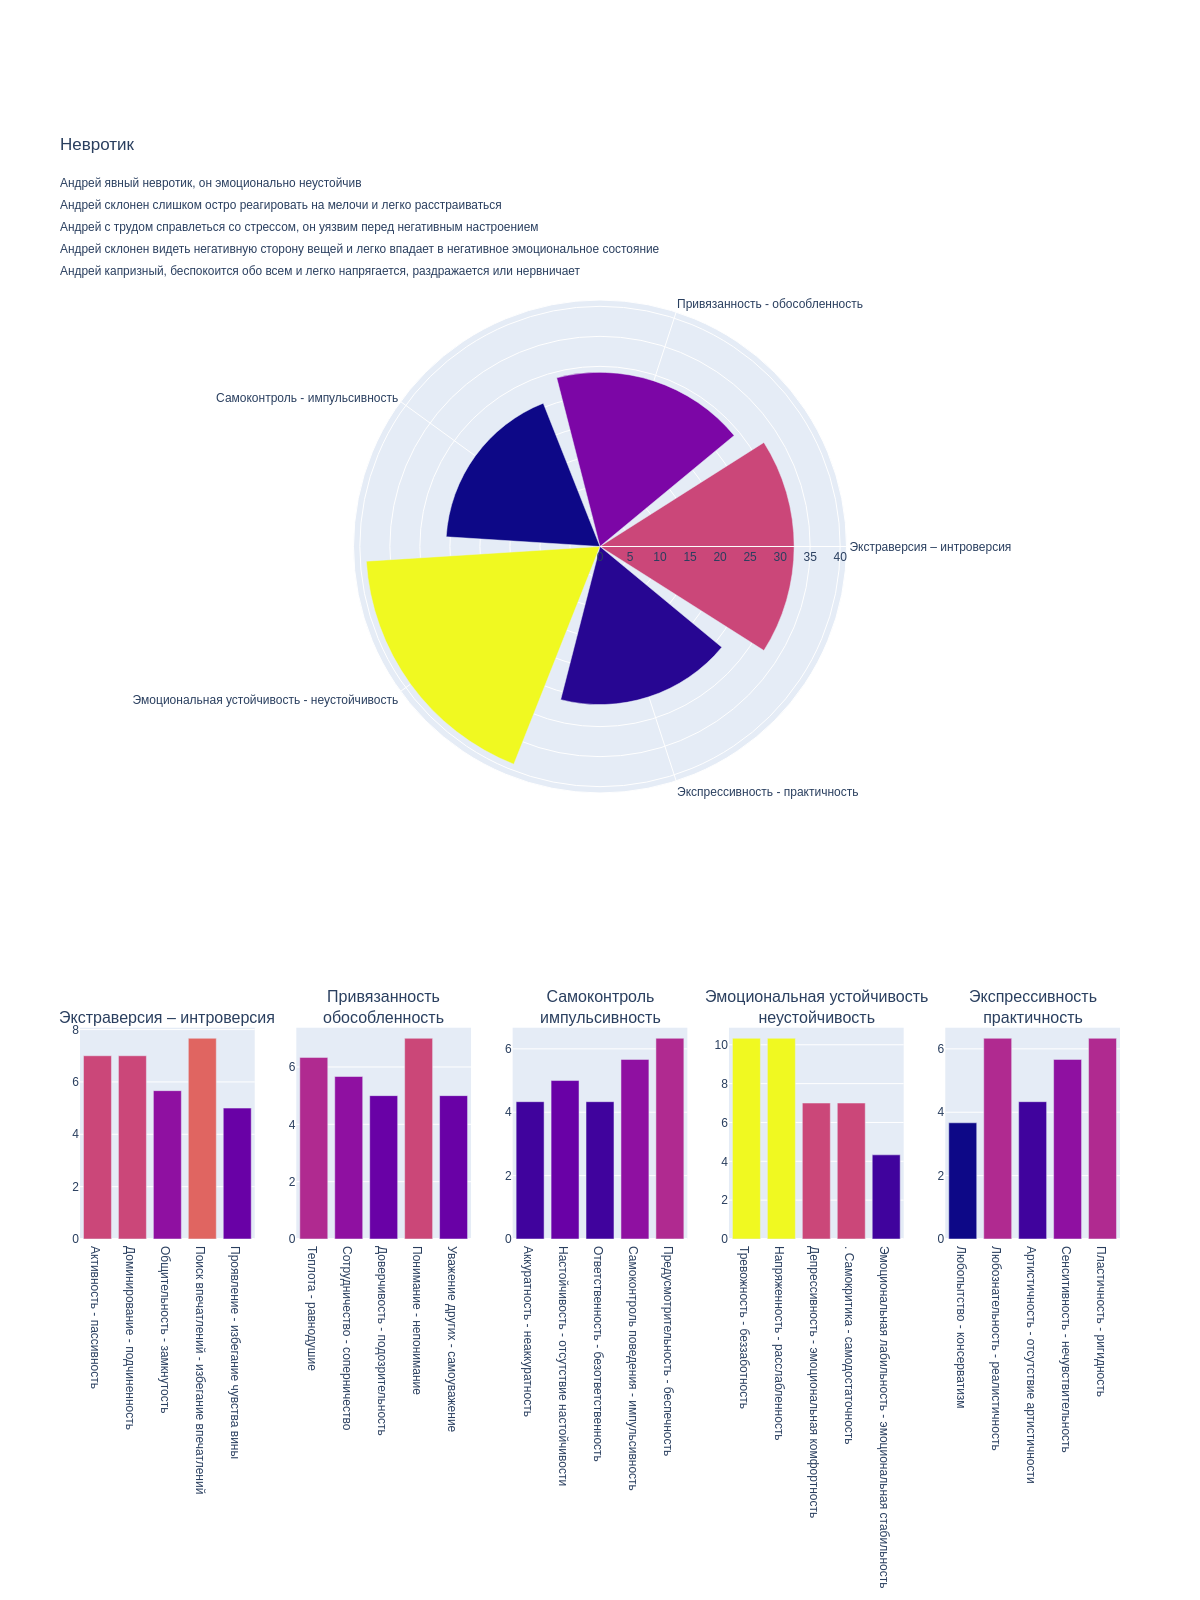 Невротик
Андрей явный невротик, он эмоционально неустойчив
Андрей склонен слишком остро реагировать на мелочи и легко расстраиваться
Андрей с трудом справлеться со стрессом, он уязвим перед негативным настроением
Андрей склонен видеть негативную сторону вещей и легко впадает в негативное эмоциональное состояние
Андрей капризный, беспокоится обо всем и легко напрягается, раздражается или нервничает
Привязанность - обособленность
Самоконтроль - импульсивность
Экстраверсия – интроверсия
0 5 10 15 20 25 30 35 40
Эмоциональная устойчивость - неустойчивость
Экспрессивность - практичность
Экстраверсия – интроверсия
8
6
4
2
0
Активность - пассивность
Доминирование - подчиненность
Общительность - замкнутость
Поиск впечатлений - избегание впечатлений
Проявление - избегание чувства вины
Привязанность
обособленность
6
4
2
0
Теплота - равнодушие
Сотрудничество - соперничество
Доверчивость - подозрительность
Понимание - непонимание
Уважение других - самоуважение
Самоконтроль
импульсивность
6
4
2
0
Аккуратность - неаккуратность
Настойчивость - отсутствие настойчивости
Ответственность - безответственность
Самоконтроль поведения - импульсивность
Предусмотрительность - беспечность
Эмоциональная устойчивость
неустойчивость
10
8
6
4
2
0
Тревожность - беззаботность
Напряженность - расслабленность
Депрессивность - эмоциональная комфортность
. Самокритика - самодостаточность
Эмоциональная лабильность - эмоциональная стабильность
Экспрессивность
практичность
6
4
2
0
Любопытство - консерватизм
Любознательность - реалистичность
Артистичность - отсутствие артистичности
Сенситивность - нечувствительность
Пластичность - ригидность